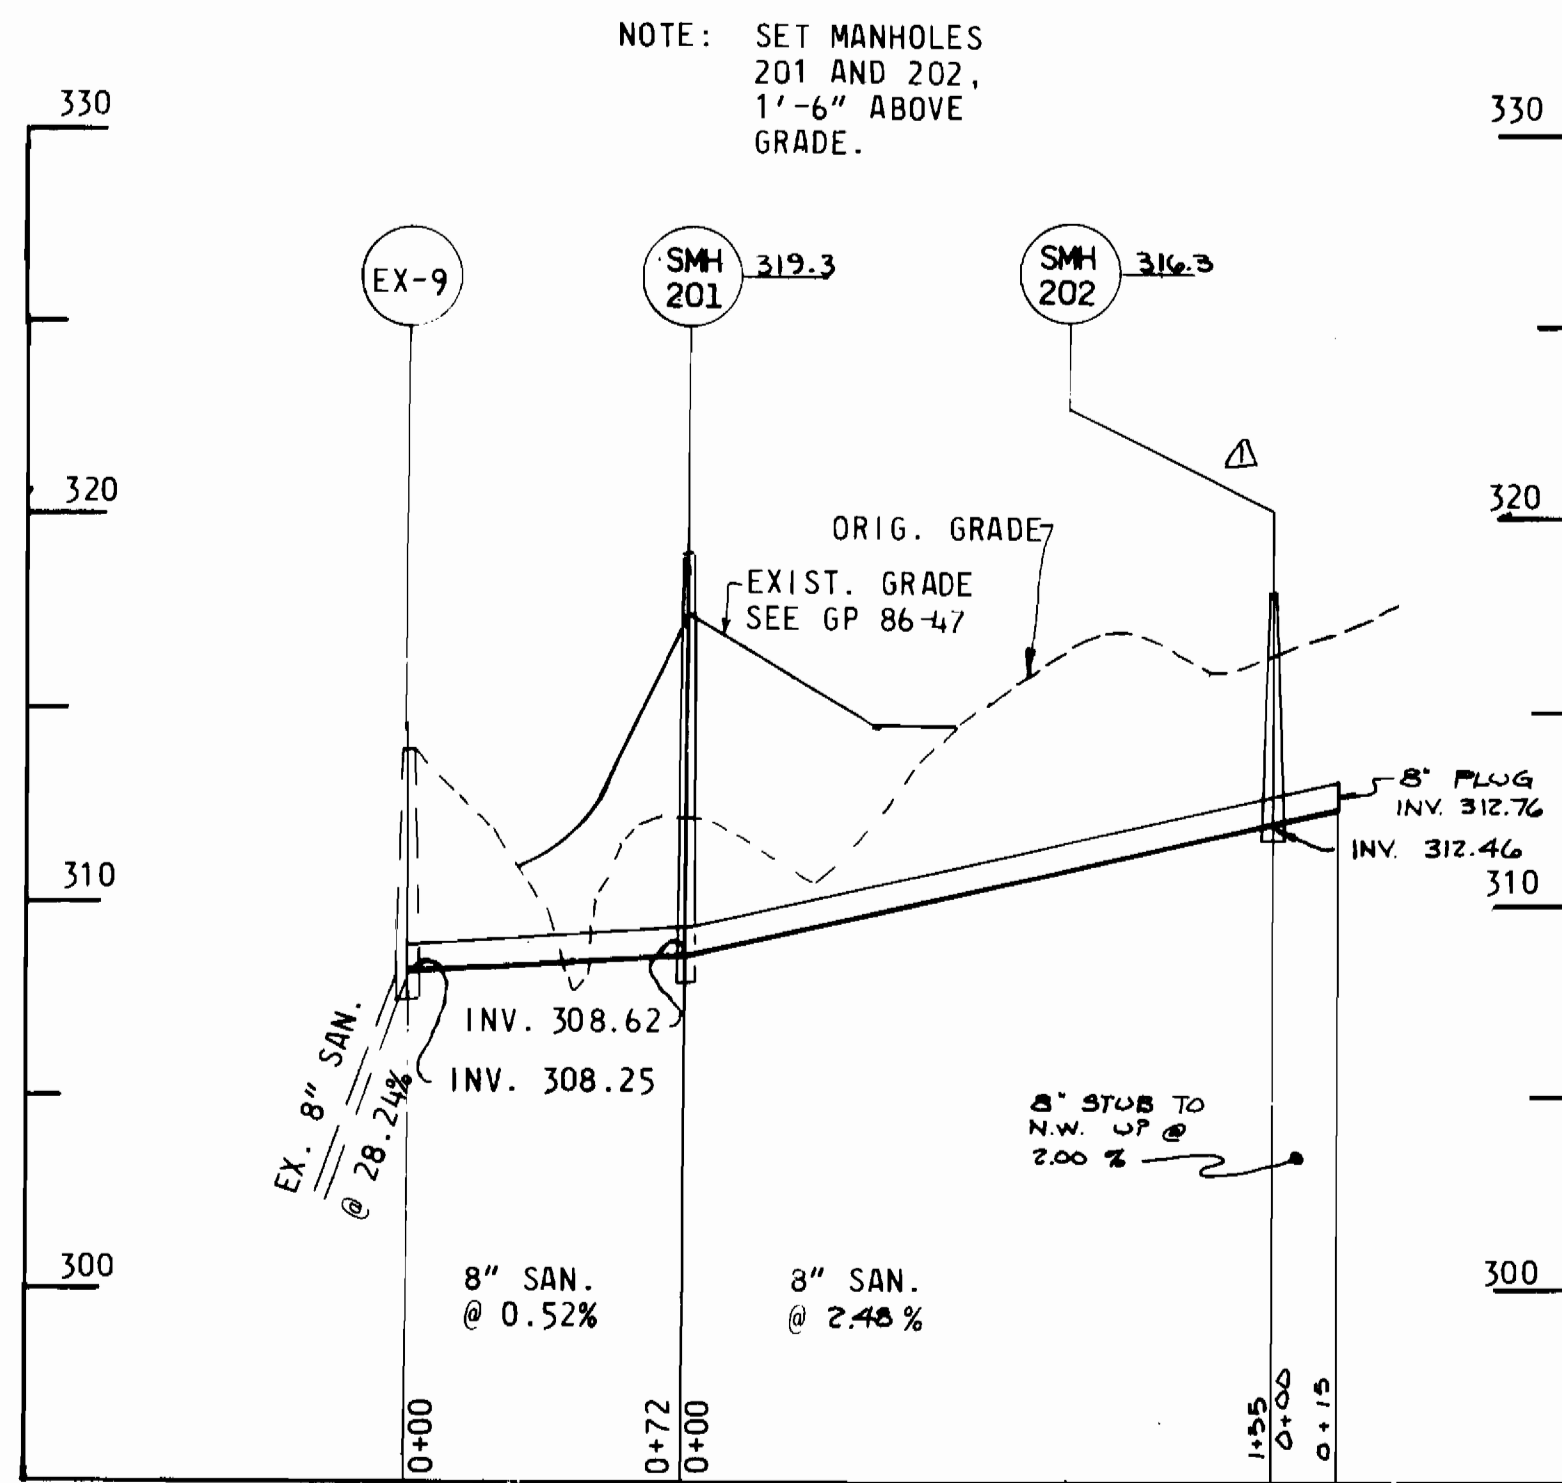 NOTE: SET MANHOLES
201 AND 202,
1'-6" ABOVE
GRADE.
330
330
EX-9
SMH
201
319.3
SMH
202
316.3
1
320
320
ORIG. GRADE
EXIST. GRADE
SEE GP 86-47
8" PLUG
INV. 312.76
INV. 312.46
310
310
INV. 308.62
INV. 308.25
EX. 8" SAN.
@ 28.24%
8" STUB TO
N.W. UP @
2.00 %
300
300
8" SAN.
@ 0.52%
8" SAN.
@ 2.48%
0+00
0+72
0+00
1+55
0+00
0+15